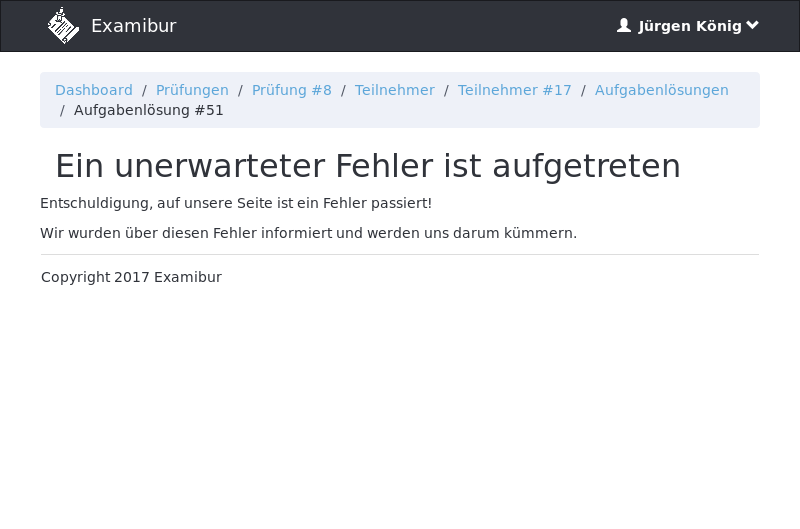 Examibur
Jürgen König
Dashboard / Prüfungen / Prüfung #8 / Teilnehmer / Teilnehmer #17 / Aufgabenlösungen
/ Aufgabenlösung #51
Ein unerwarteter Fehler ist aufgetreten
Entschuldigung, auf unsere Seite ist ein Fehler passiert!
Wir wurden über diesen Fehler informiert und werden uns darum kümmern.
Copyright 2017 Examibur